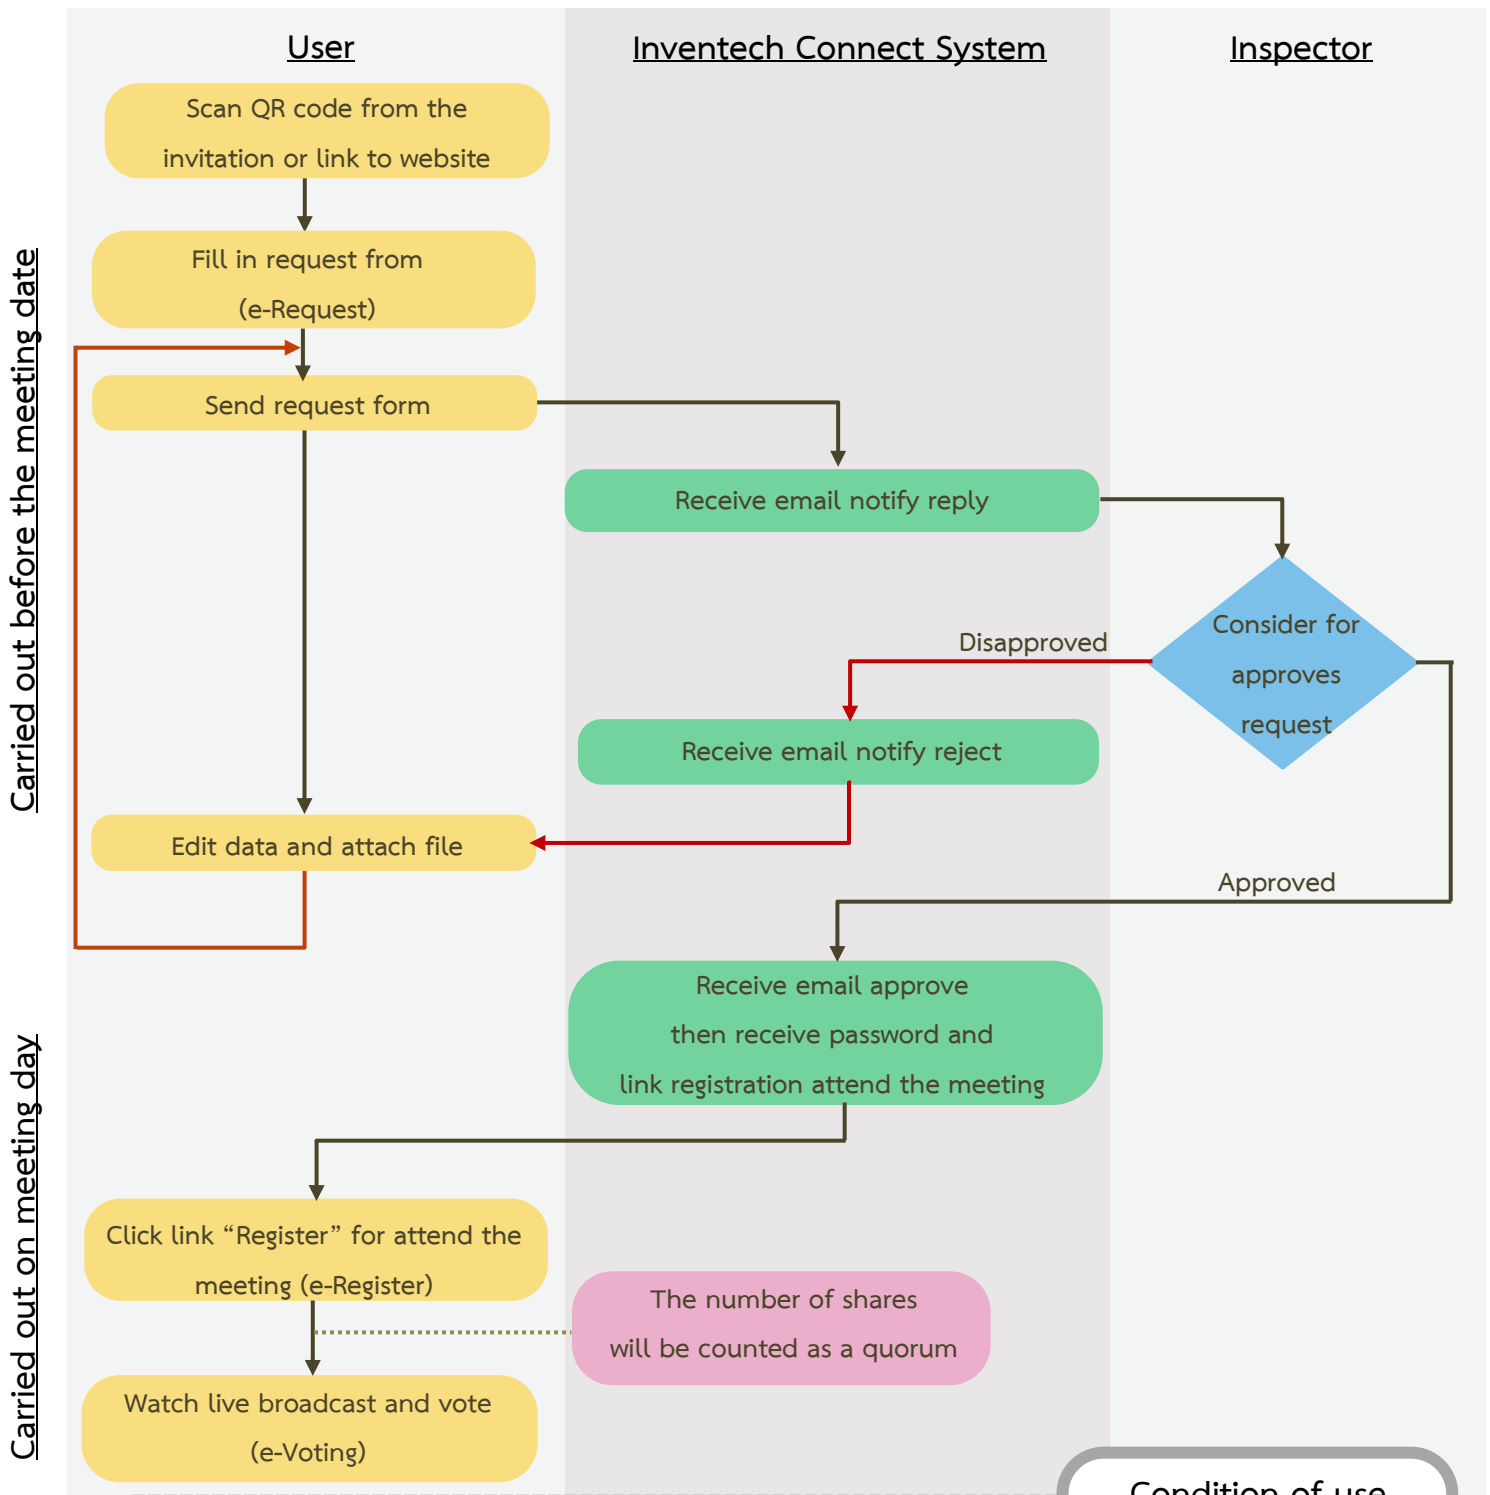 User
Inventech Connect System
Inspector
Carried out before the meeting date
Scan QR code from the
invitation or link to website
Fill in request from
(e-Request)
Send request form
Receive email notify reply
Consider for
approves
request
Disapproved
Receive email notify reject
Edit data and attach file
Approved
Receive email approve
then receive password and
link registration attend the meeting
Carried out on meeting day
Click link “Register” for attend the
meeting (e-Register)
The number of shares
will be counted as a quorum
Watch live broadcast and vote
(e-Voting)
Condition of use